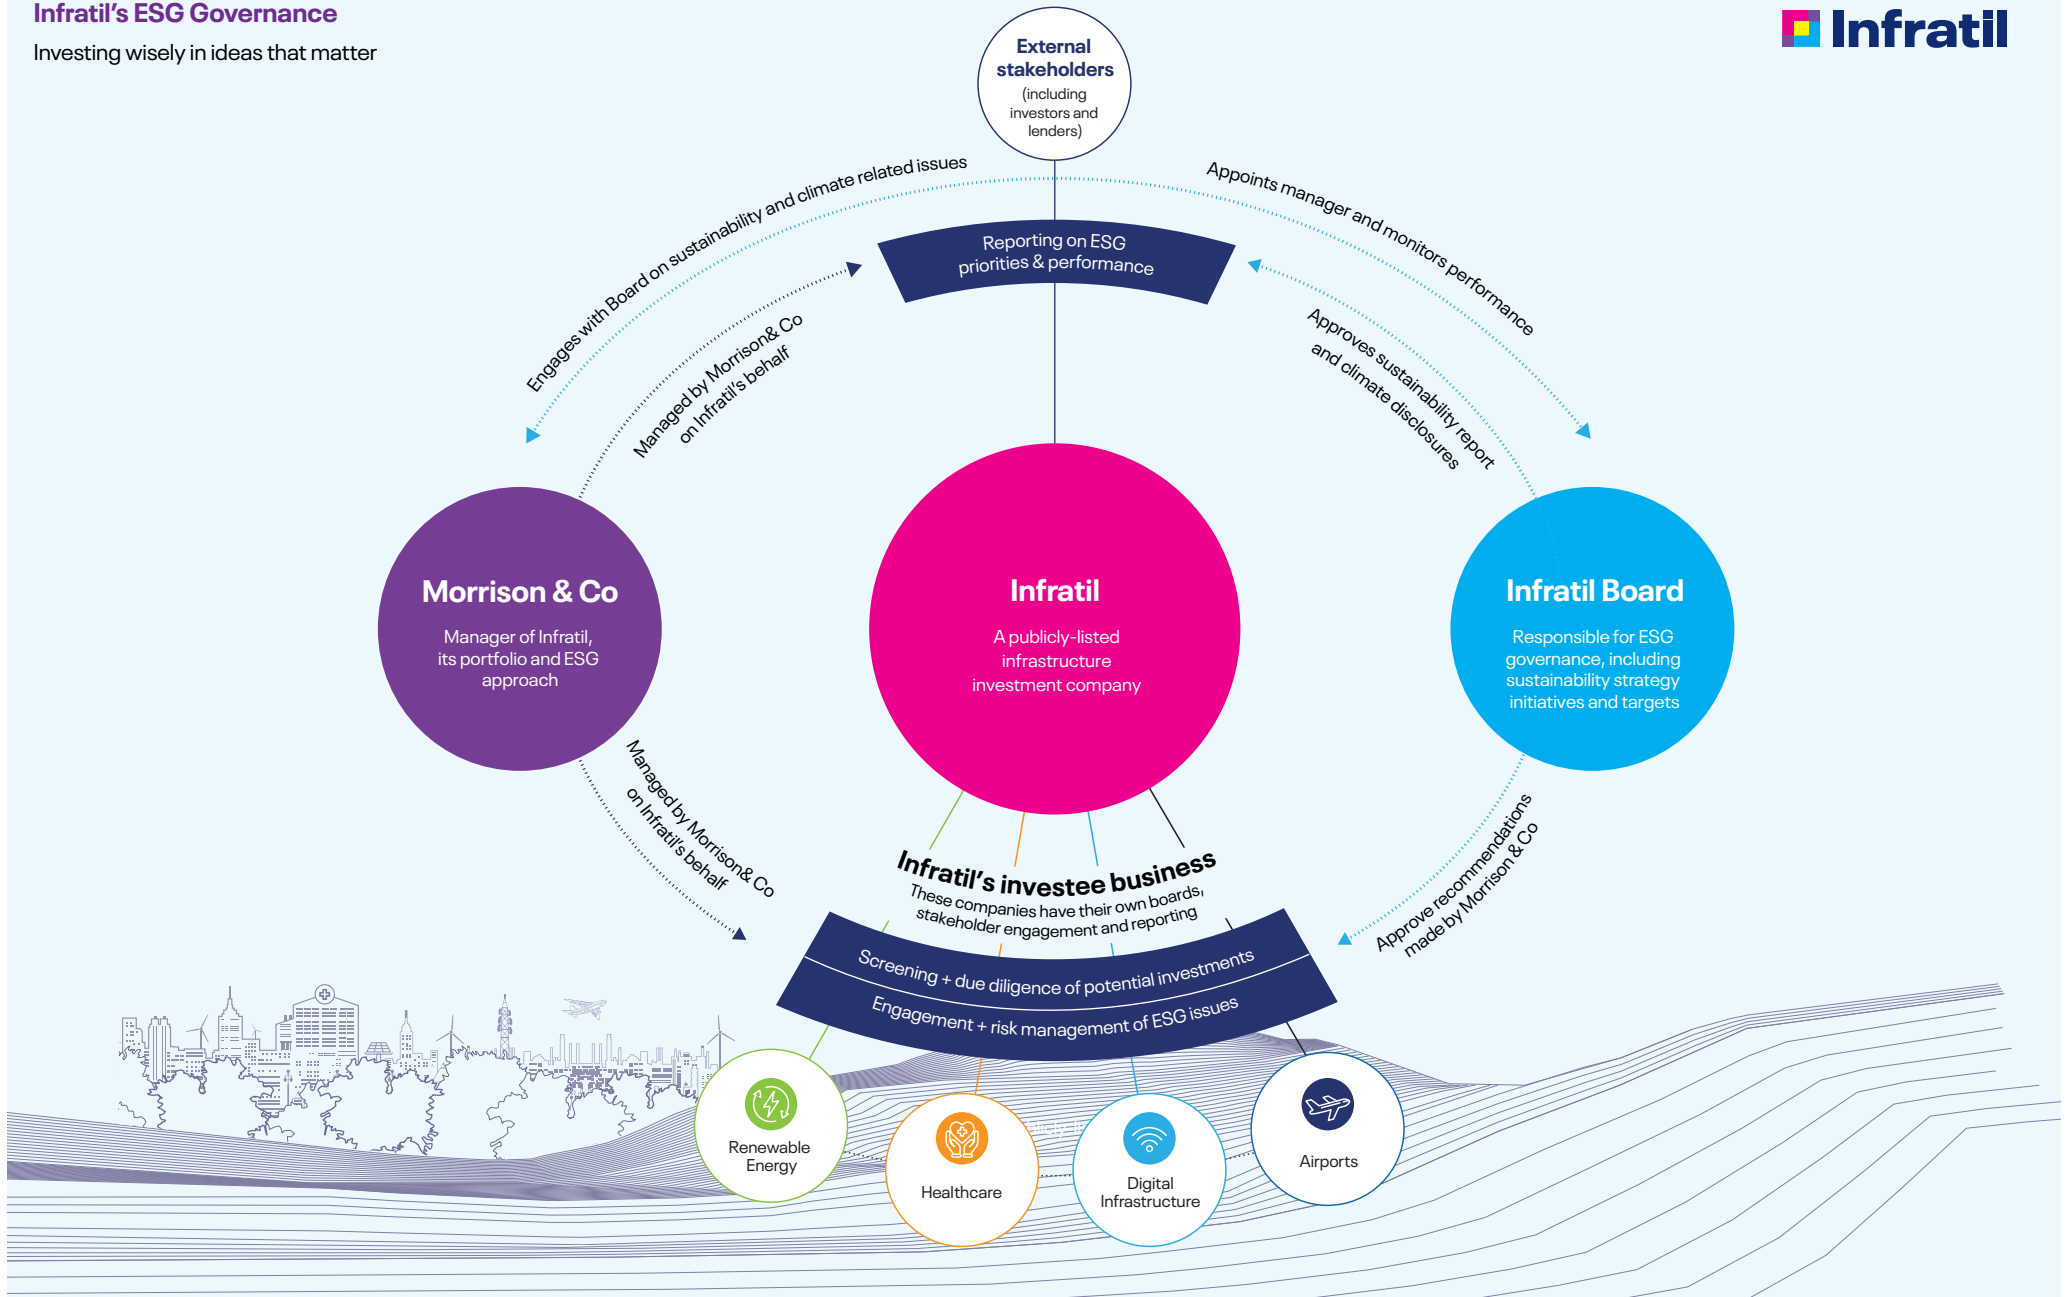 Infratil's ESG Governance
Investing wisely in ideas that matter
Infratil
External
stakeholders
(including
investors and
lenders)
Engages with Board on sustainability and climate related issues
Appoints manager and monitors performance
Reporting on ESG
priorities & performance
Managed by Morrison& Co
on Infratil's behalf
Approves sustainability report
and climate disclosures
Morrison & Co
Manager of Infratil,
its portfolio and ESG
approach
Infratil
A publicly-listed
infrastructure
investment company
Infratil Board
Responsible for ESG
governance, including
sustainability strategy
initiatives and targets
Managed by Morrison& Co
on Infratil's behalf
Approve recommendations
made by Morrison & Co
Infratil's investee business
These companies have their own boards,
stakeholder engagement and reporting
Screening + due diligence of potential investments
Engagement + risk management of ESG issues
Renewable
Energy
Healthcare
Digital
Infrastructure
Airports